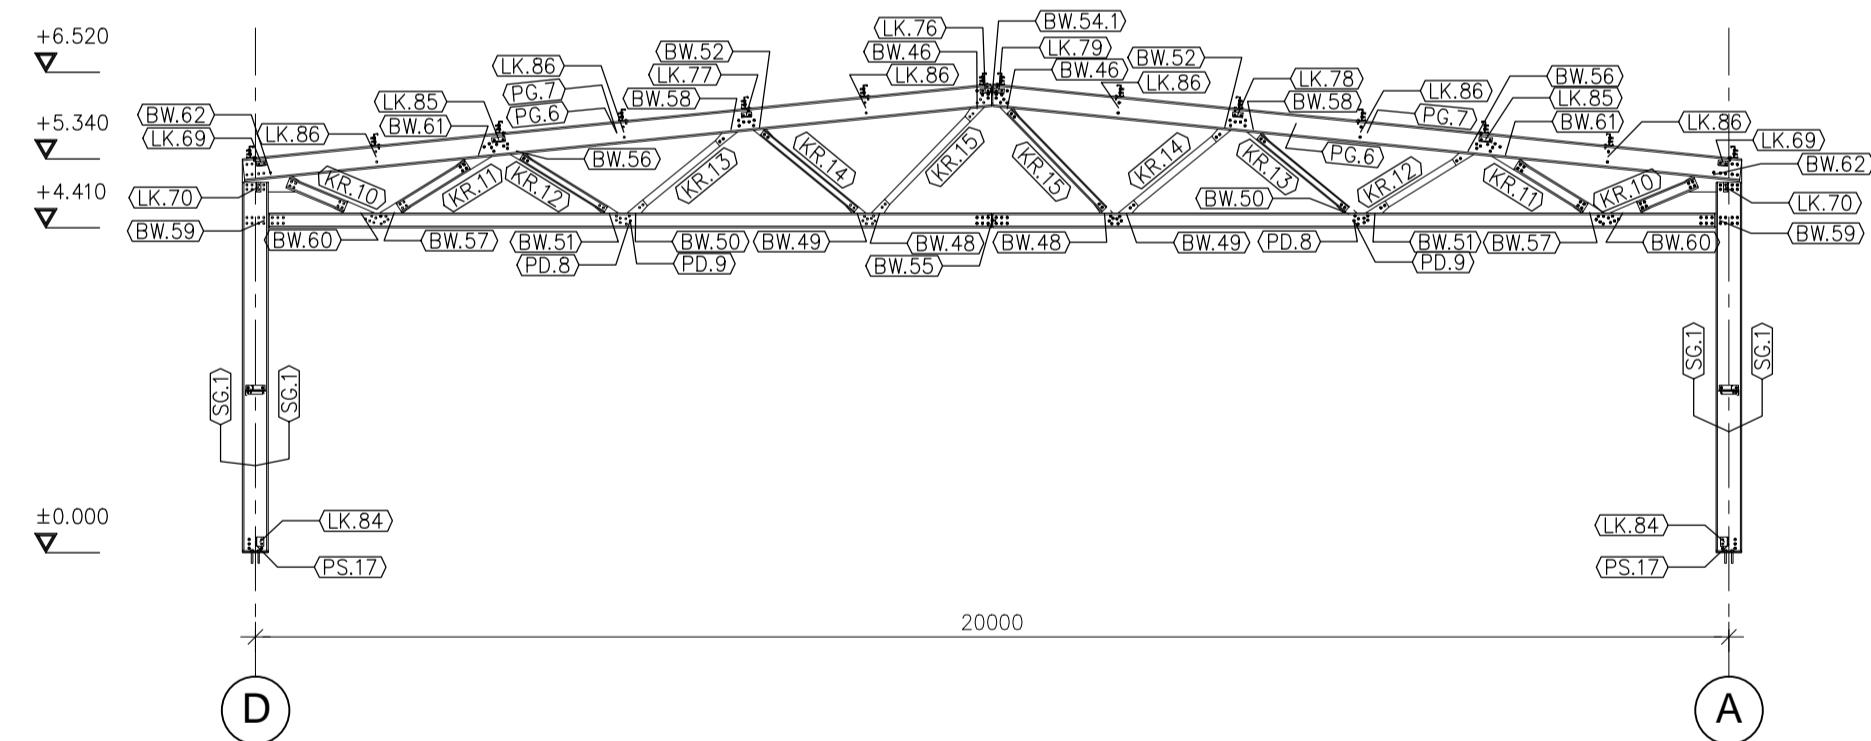 +6.520
+5.340
+4.410
±0.000
LK.76
BW.54.1
BW.52
BW.46
LK.79
BW.52
LK.86
LK.77
LK.86
BW.46
LK.86
LK.78
LK.86
BW.56
PG.7
BW.58
BW.58
PG.7
LK.85
LK.85
PG.6
BW.62
LK.86
BW.61
PG.6
BW.61
LK.86
LK.69
LK.69
BW.56
BW.62
KR.10
KR.11
KR.12
KR.13
KR.14
KR.15
KR.15
KR.14
KR.13
KR.12
KR.11
KR.10
LK.70
BW.50
LK.70
BW.59
BW.59
BW.60
BW.57
BW.51
BW.50
BW.49
BW.48
BW.48
BW.49
PD.8
BW.51
BW.57
BW.60
PD.8
PD.9
BW.55
PD.9
SG.1
SG.1
SG.1
SG.1
LK.84
LK.84
PS.17
PS.17
20000
D
A